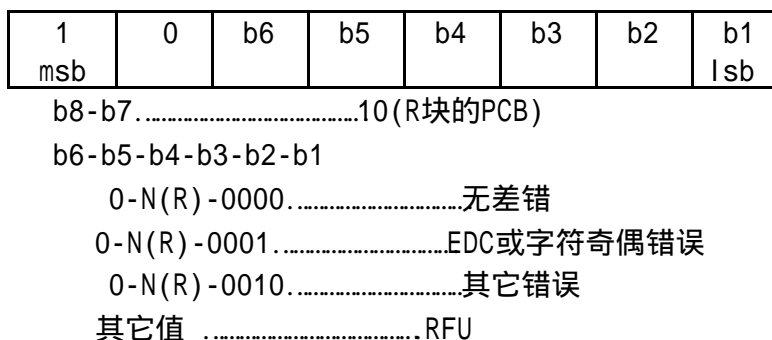 1 0 b6 b5 b4 b3 b2 b1
msb lsb
b8-b7.……………………………10(R块的PCB)
b6-b5-b4-b3-b2-b1
0-N(R)-0000.……………………无差错
0-N(R)-0001.……………………EDC或字符奇偶错误
0-N(R)-0010.……………………其它错误
其它值 .……………………………RFU